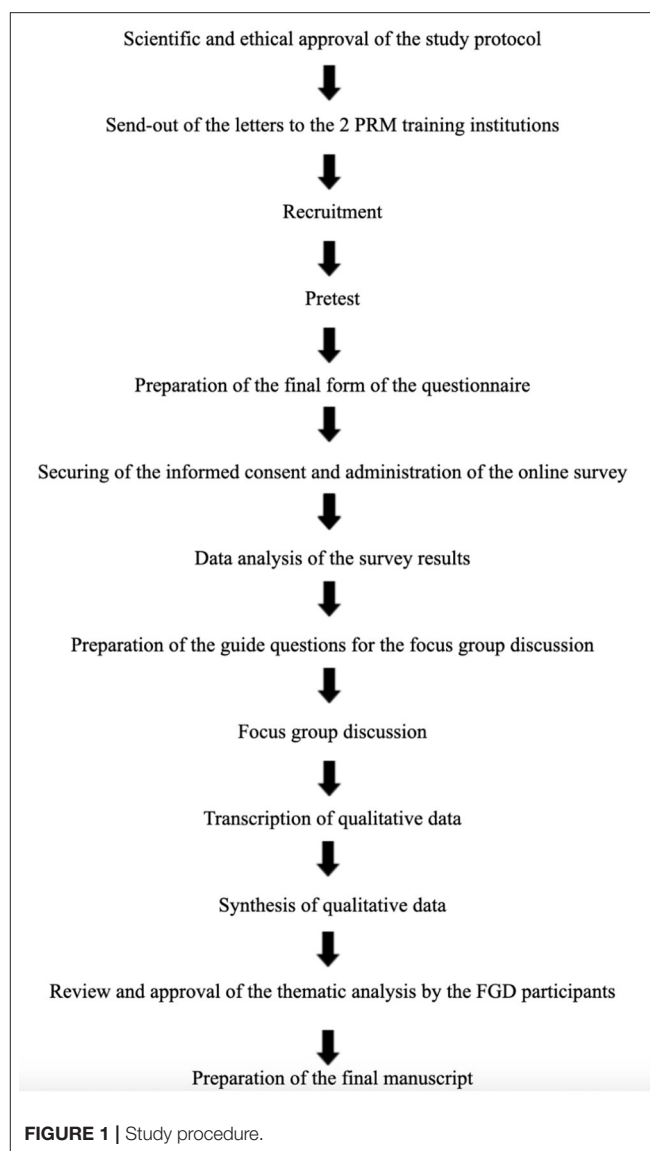 Scientific and ethical approval of the study protocol
Send-out of the letters to the 2 PRM training institutions
Recruitment
Pretest
Preparation of the final form of the questionnaire
Securing of the informed consent and administration of the online survey
Data analysis of the survey results
Preparation of the guide questions for the focus group discussion
Focus group discussion
Transcription of qualitative data
Synthesis of qualitative data
Review and approval of the thematic analysis by the FGD participants
Preparation of the final manuscript
FIGURE 1 | Study procedure.